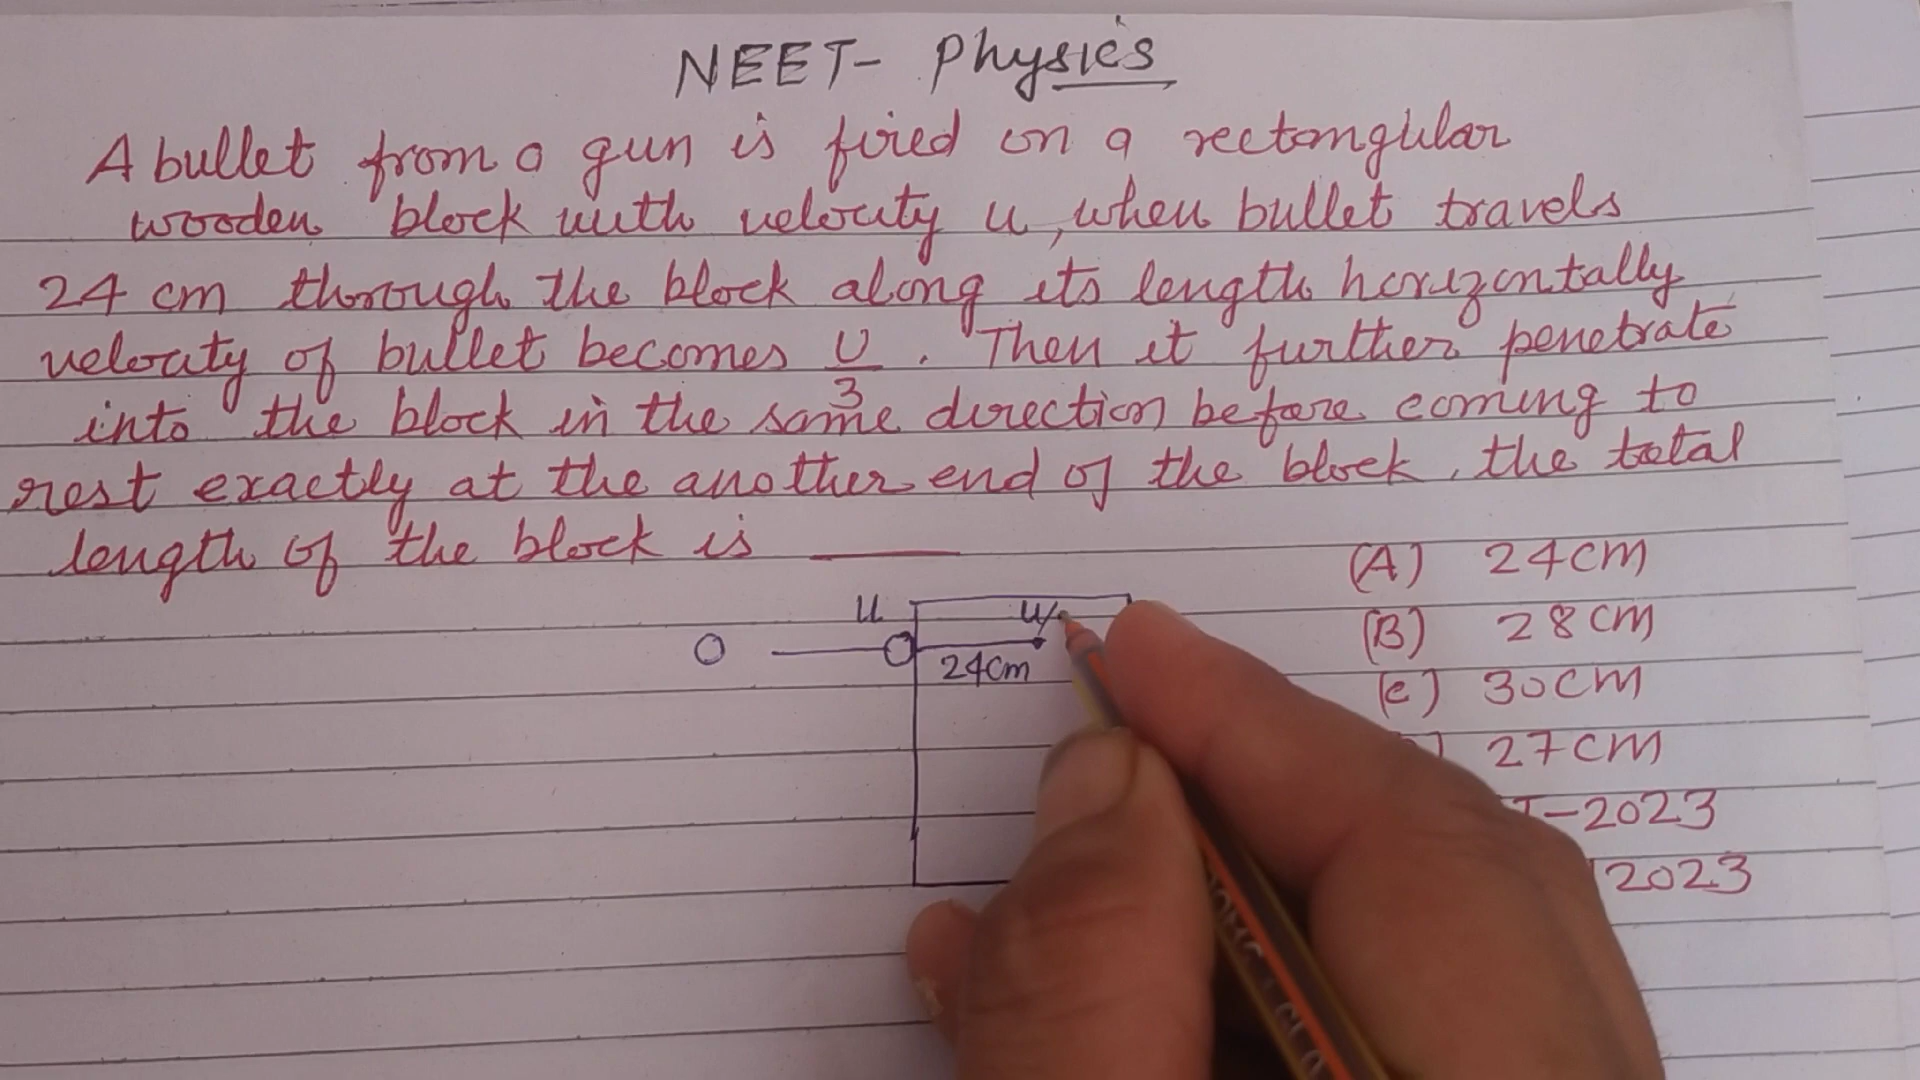 NEET- Physics
A bullet from a gun is fired on a rectangular
wooden block with velocity u, when bullet travels
24 cm through the block along its length horizontally
velocity of bullet becomes U/3. Then it further penetrate
into the block in the same direction before coming to
rest exactly at the another end of the block, the total
length of the block is ____
(A) 24cm
(B) 28cm
(C) 30cm
27cm
T-2023
2023
u
u/
24cm